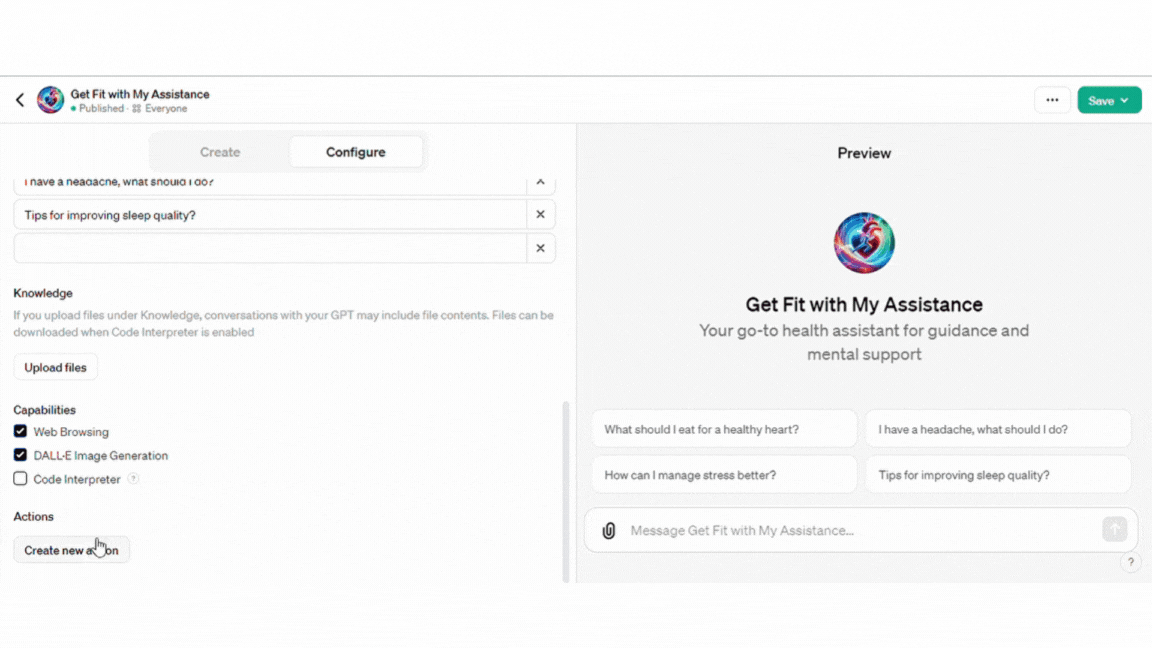 Get Fit with My Assistance
Published · Everyone
Save
Create
Configure
I have a headache, what should I do?
Tips for improving sleep quality?
Knowledge
If you upload files under Knowledge, conversations with your GPT may include file contents. Files can be
downloaded when Code Interpreter is enabled
Upload files
Capabilities
Web Browsing
DALL·E Image Generation
Code Interpreter ?
Actions
Create new action
Preview
Get Fit with My Assistance
Your go-to health assistant for guidance and
mental support
What should I eat for a healthy heart?
I have a headache, what should I do?
How can I manage stress better?
Tips for improving sleep quality?
Message Get Fit with My Assistance...
?